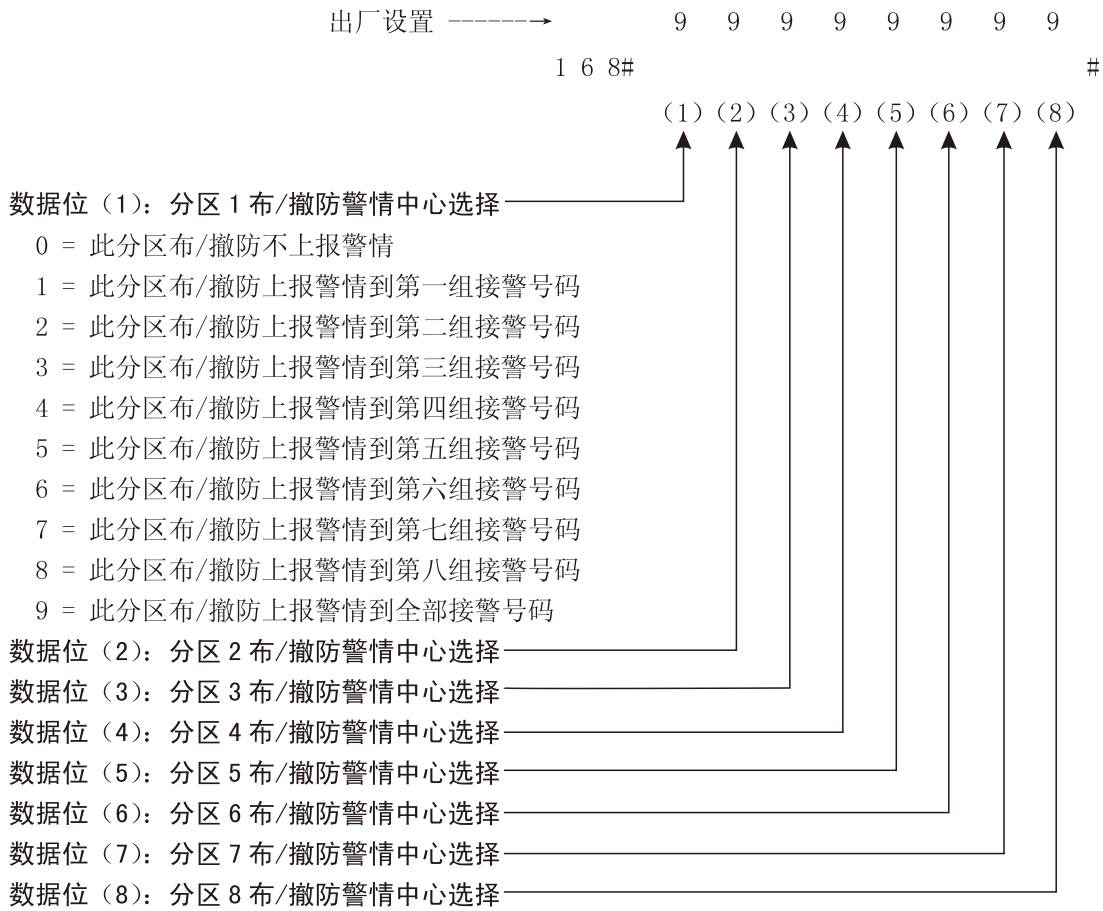 出厂设置 ------→ 9 9 9 9 9 9 9 9
1 6 8# #
（1）（2）（3）（4）（5）（6）（7）（8）
数据位（1）：分区 1 布/撤防警情中心选择
0 = 此分区布/撤防不上报警情
1 = 此分区布/撤防上报警情到第一组接警号码
2 = 此分区布/撤防上报警情到第二组接警号码
3 = 此分区布/撤防上报警情到第三组接警号码
4 = 此分区布/撤防上报警情到第四组接警号码
5 = 此分区布/撤防上报警情到第五组接警号码
6 = 此分区布/撤防上报警情到第六组接警号码
7 = 此分区布/撤防上报警情到第七组接警号码
8 = 此分区布/撤防上报警情到第八组接警号码
9 = 此分区布/撤防上报警情到全部接警号码
数据位（2）：分区 2 布/撤防警情中心选择
数据位（3）：分区 3 布/撤防警情中心选择
数据位（4）：分区 4 布/撤防警情中心选择
数据位（5）：分区 5 布/撤防警情中心选择
数据位（6）：分区 6 布/撤防警情中心选择
数据位（7）：分区 7 布/撤防警情中心选择
数据位（8）：分区 8 布/撤防警情中心选择